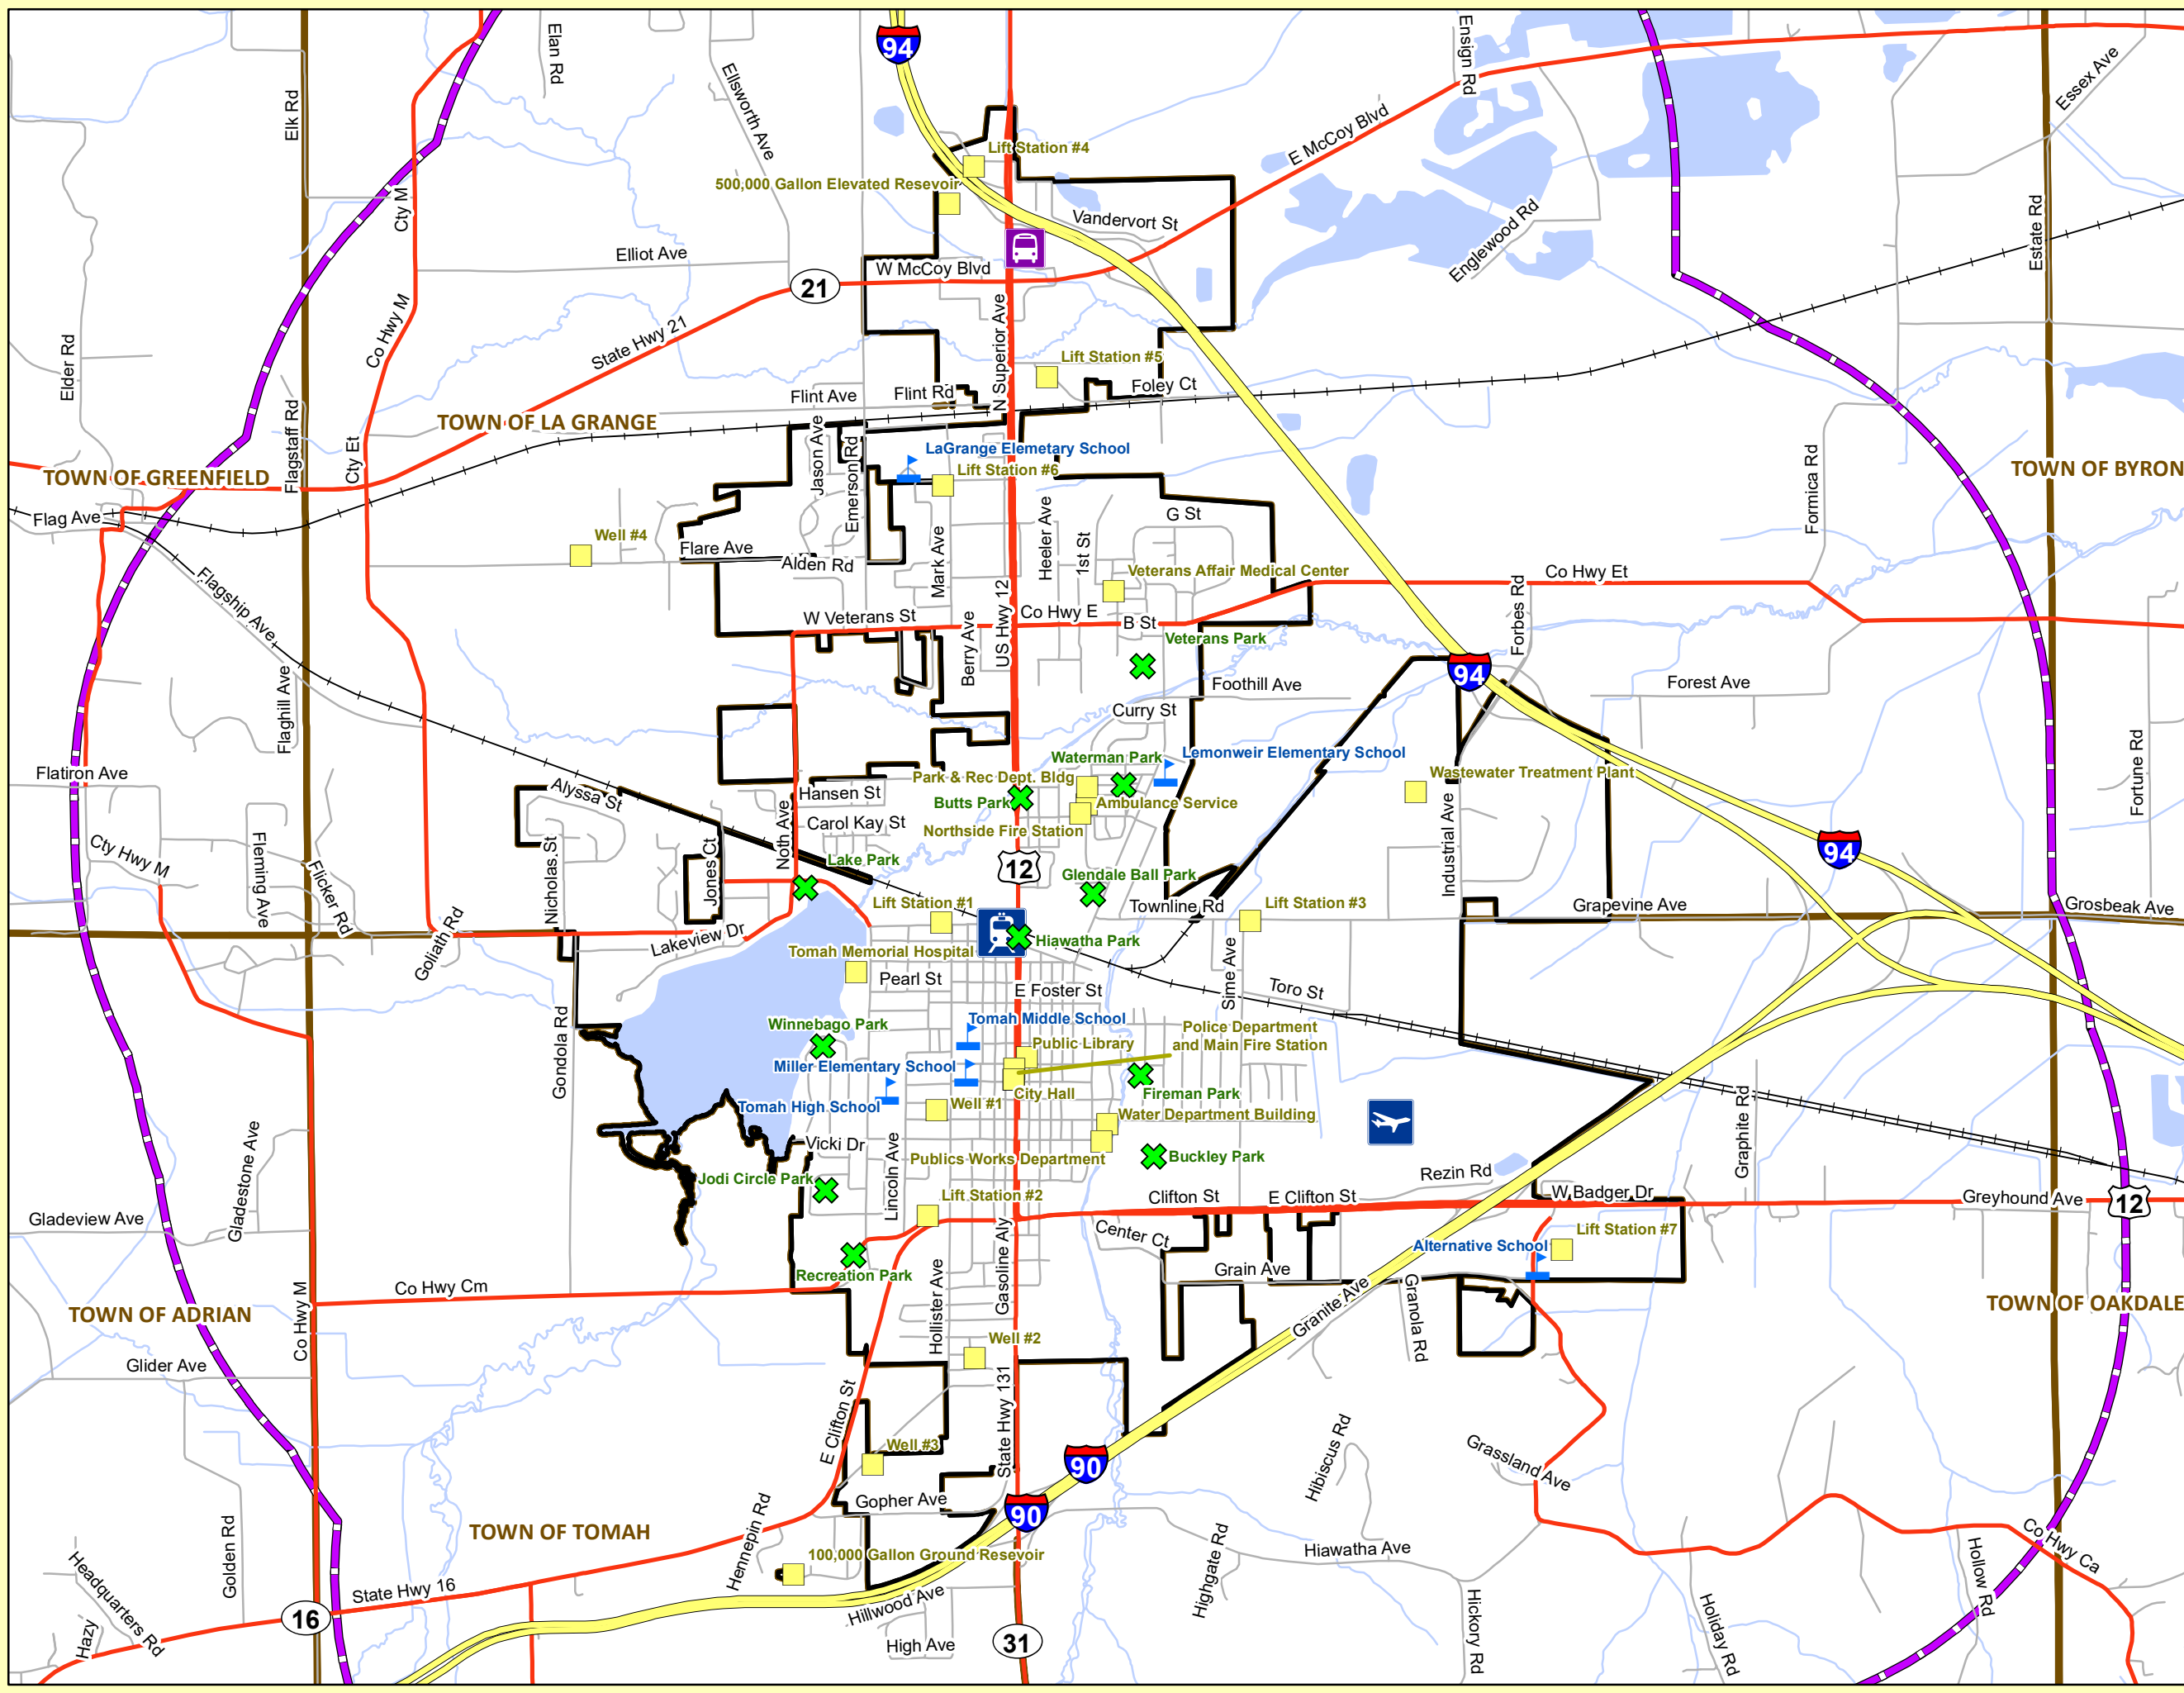 94
Elan Rd
Ensign Rd
Ellsworth Ave
Essex Ave
Elk Rd
E McCoy Blvd
Lift Station #4
500,000 Gallon Elevated Resevoir
Cty M
Vandervort St
Englewood Rd
Estate Rd
Elliot Ave
W McCoy Blvd
21
Co Hwy M
State Hwy 21
N Superior Ave
Elder Rd
Lift Station #5
Foley Ct
Flint Ave
Flint Rd
TOWN OF LA GRANGE
Flagstaff Rd
Cty Et
Jason Ave
Emerson Rd
LaGrange Elemetary School
Lift Station #6
TOWN OF GREENFIELD
TOWN OF BYRON
Formica Rd
Flag Ave
G St
Heeler Ave
1st St
Mark Ave
Well #4
Flare Ave
Alden Rd
Veterans Affair Medical Center
Co Hwy Et
Flagship Ave
W Veterans St
US Hwy 12
Co Hwy E
B St
Forbes Rd
Veterans Park
Berry Ave
94
Flaghill Ave
Foothill Ave
Forest Ave
Curry St
Fortune Rd
Flatiron Ave
Waterman Park
Lemonweir Elementary School
Park & Rec Dept. Bldg
Wastewater Treatment Plant
Alyssa St
Hansen St
Butts Park
Ambulance Service
Carol Kay St
Northside Fire Station
Noth Ave
Industrial Ave
Cty Hwy M
Fleming Ave
Flicker Rd
Nicholas St
Jones Ct
Lake Park
12
94
Glendale Ball Park
Townline Rd
Lift Station #1
Lift Station #3
Grapevine Ave
Grosbeak Ave
Goliath Rd
Lakeview Dr
Hiawatha Park
Tomah Memorial Hospital
Pearl St
E Foster St
Sime Ave
Toro St
Gondola Rd
Winnebago Park
Tomah Middle School
Police Department
and Main Fire Station
Public Library
Miller Elementary School
City Hall
Fireman Park
Tomah High School
Well #1
Water Department Building
Graphite Rd
Gladestone Ave
Vicki Dr
Lincoln Ave
Publics Works Department
Buckley Park
Jodi Circle Park
Rezin Rd
Lift Station #2
Clifton St
E Clifton St
W Badger Dr
Greyhound Ave
12
Gladeview Ave
Center Ct
Lift Station #7
Alternative School
Gasoline Aly
Recreation Park
Grain Ave
Co Hwy Cm
Hollister Ave
Granite Ave
Granola Rd
TOWN OF ADRIAN
TOWN OF OAKDALE
Co Hwy M
Glider Ave
Well #2
State Hwy 131
E Clifton St
Well #3
90
Hibiscus Rd
Grassland Ave
Gopher Ave
90
TOWN OF TOMAH
Hennepin Rd
100,000 Gallon Ground Resevoir
Hiawatha Ave
Highgate Rd
Co Hwy Ca
Hollow Rd
Golden Rd
Headquarters Rd
Hazy
State Hwy 16
16
Hillwood Ave
High Ave
31
Hickory Rd
Holiday Rd